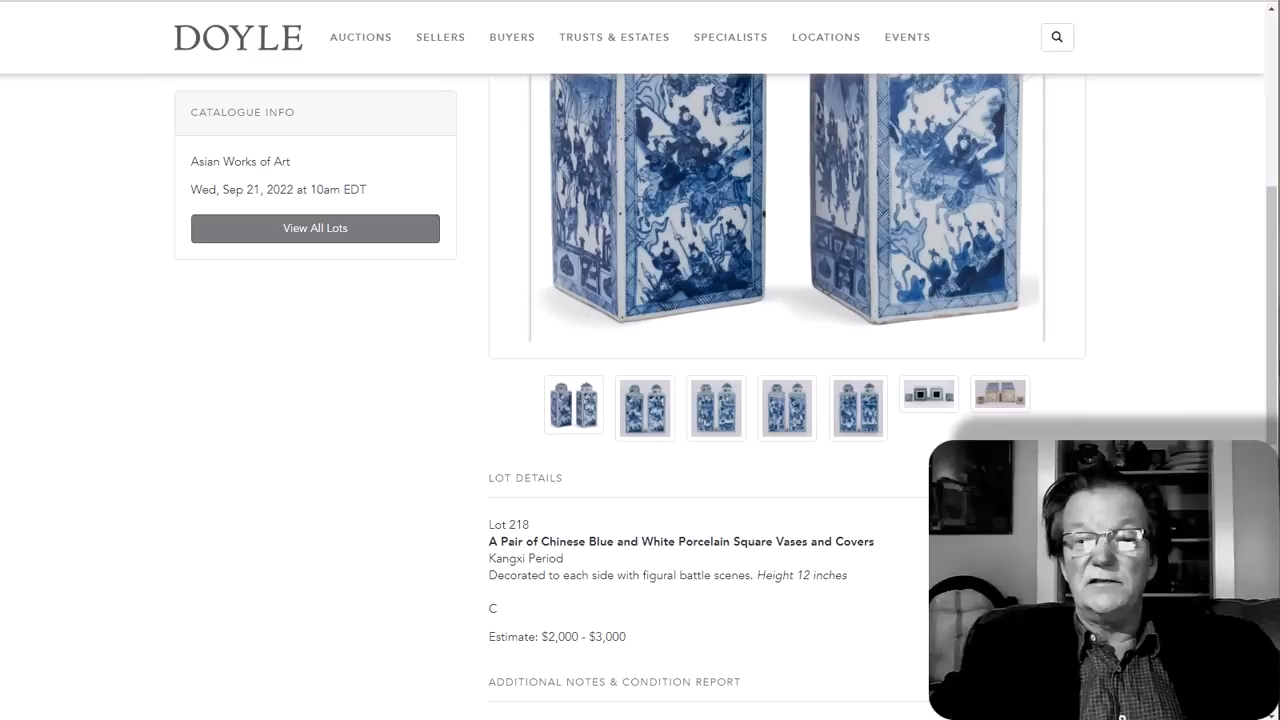 DOYLE
AUCTIONS SELLERS BUYERS TRUSTS & ESTATES SPECIALISTS LOCATIONS EVENTS
CATALOGUE INFO
Asian Works of Art
Wed, Sep 21, 2022 at 10am EDT
View All Lots
LOT DETAILS
Lot 218
A Pair of Chinese Blue and White Porcelain Square Vases and Covers
Kangxi Period
Decorated to each side with figural battle scenes. Height 12 inches
C
Estimate: $2,000 - $3,000
ADDITIONAL NOTES & CONDITION REPORT